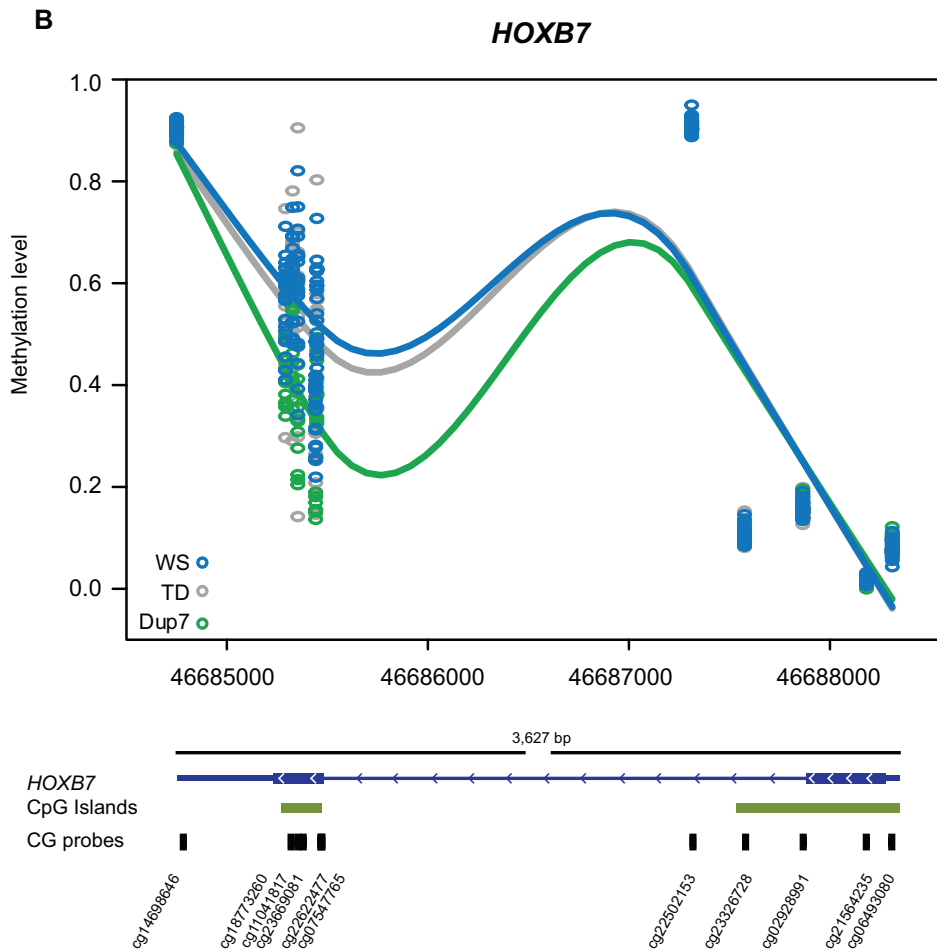 B
HOXB7
Methylation level
1.0
0.8
0.6
0.4
0.2
0.0
WS
TD
Dup7
46685000 46686000 46687000 46688000
3,627 bp
HOXB7
CpG Islands
CG probes
cg14698646
cg18773260
cg11041817
cg23669081
cg22622477
cg07547765
cg22502153
cg23326728
cg02928991
cg21564235
cg06493080